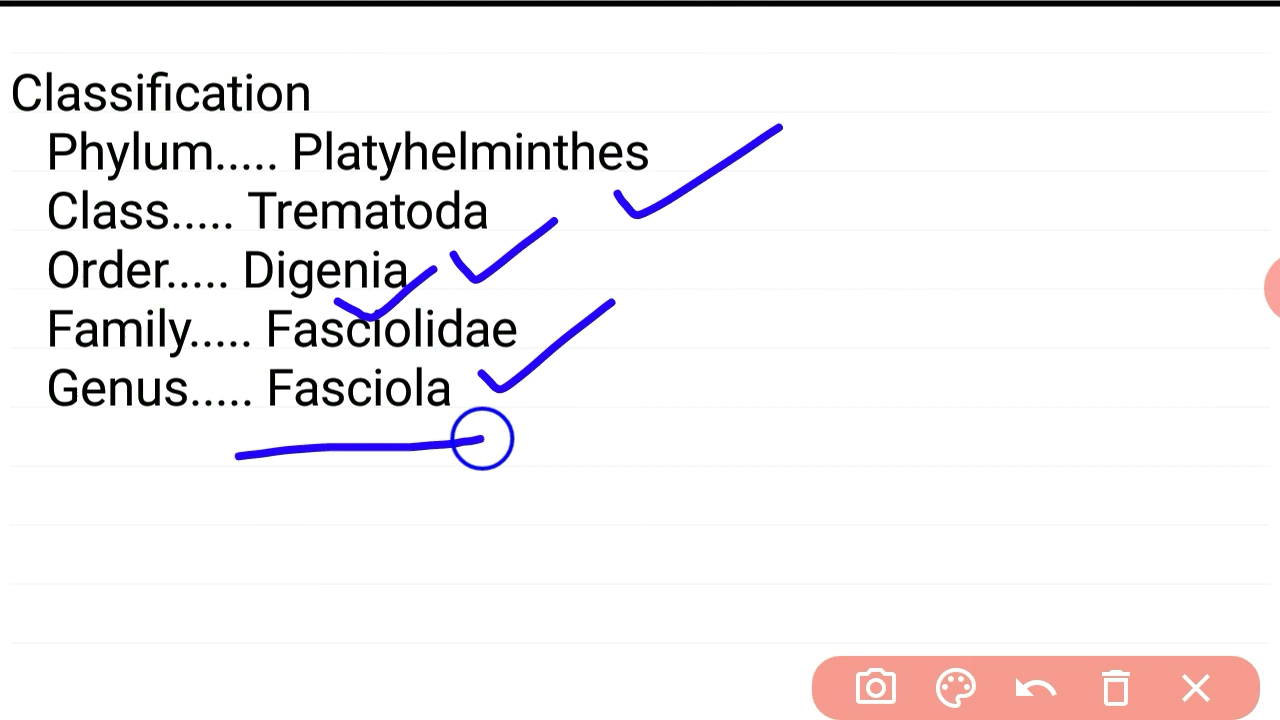 Classification
Phylum..... Platyhelminthes
Class..... Trematoda
Order..... Digenia
Family..... Fasciolidae
Genus..... Fasciola